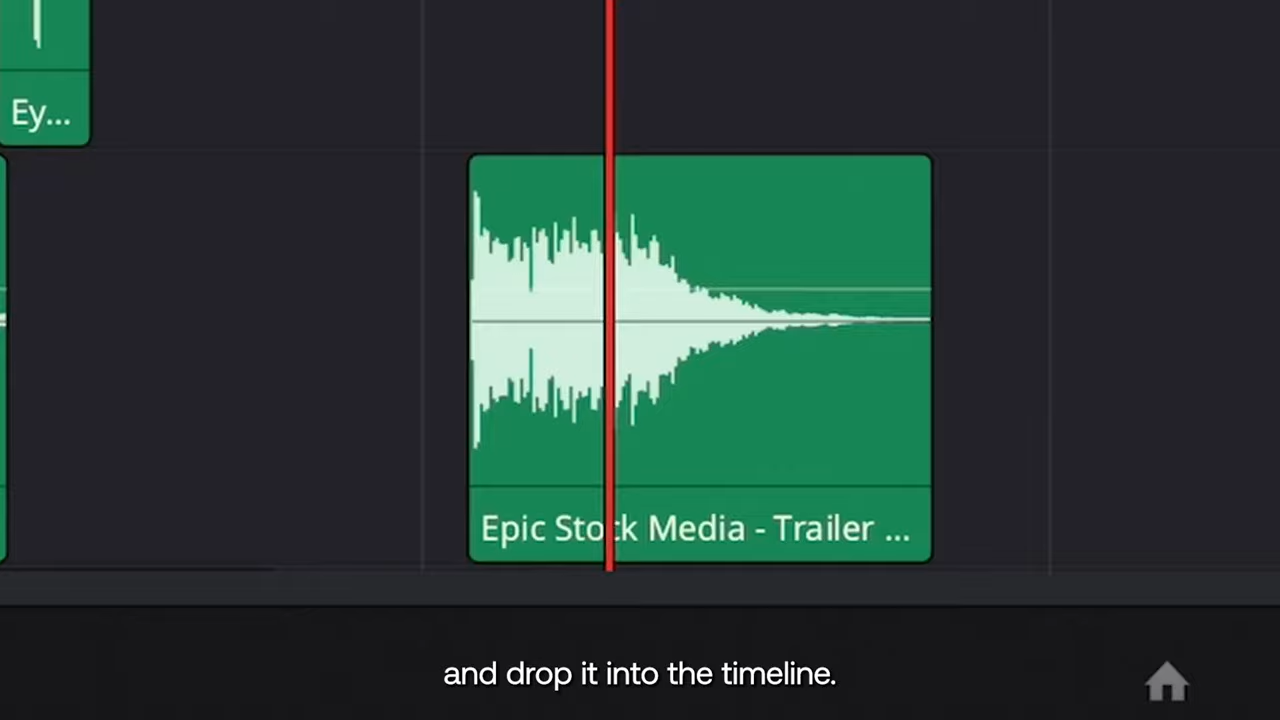 Ey...
Epic Stock Media - Trailer ...
and drop it into the timeline.